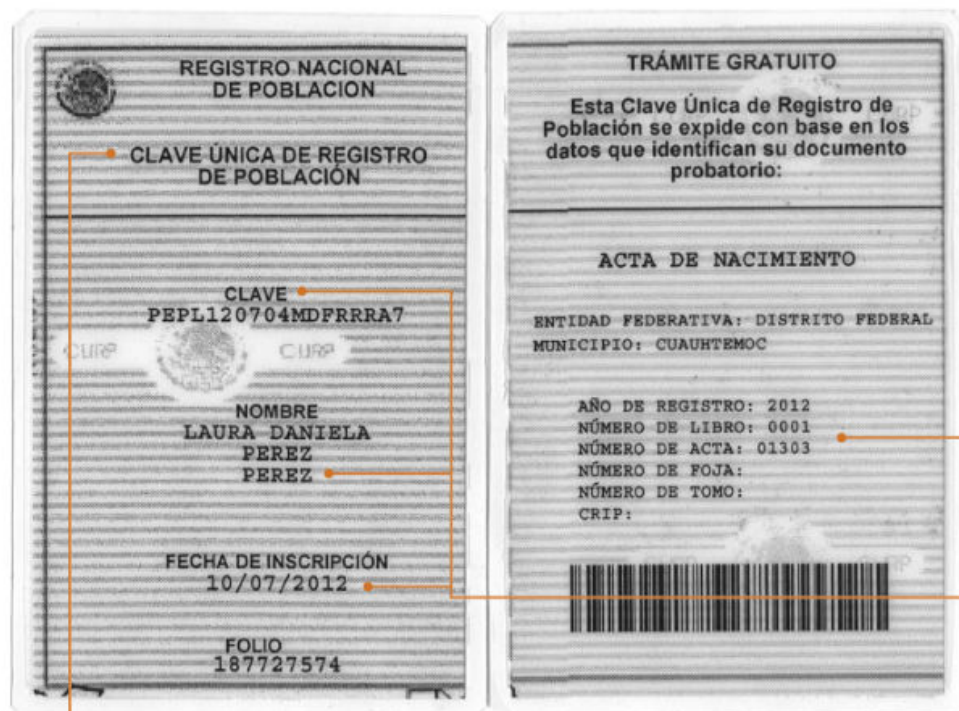 REGISTRO NACIONAL
DE POBLACION
CLAVE ÚNICA DE REGISTRO
DE POBLACIÓN
CLAVE
PEPL120704MDFRRRA7
CURP
CURP
NOMBRE
LAURA DANIELA
PEREZ
PEREZ
FECHA DE INSCRIPCIÓN
10/07/2012
FOLIO
187727574
TRÁMITE GRATUITO
Esta Clave Única de Registro de
Población se expide con base en los
datos que identifican su documento
probatorio:
ACTA DE NACIMIENTO
ENTIDAD FEDERATIVA: DISTRITO FEDERAL
MUNICIPIO: CUAUHTEMOC
AÑO DE REGISTRO: 2012
NÚMERO DE LIBRO: 0001
NÚMERO DE ACTA: 01303
NÚMERO DE FOJA:
NÚMERO DE TOMO:
CRIP: